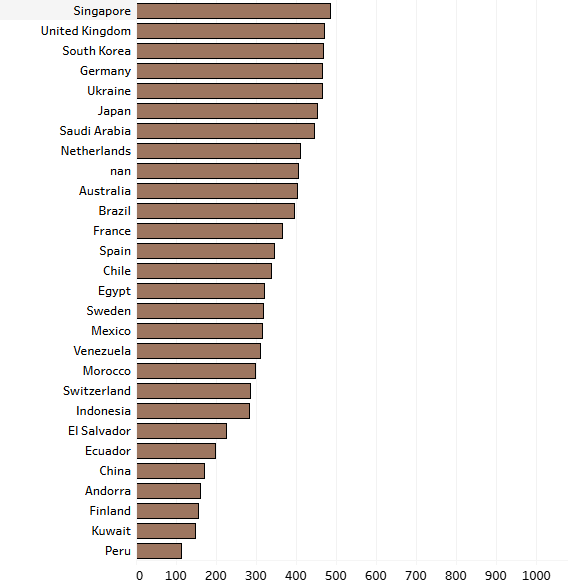 Singapore
United Kingdom
South Korea
Germany
Ukraine
Japan
Saudi Arabia
Netherlands
nan
Australia
Brazil
France
Spain
Chile
Egypt
Sweden
Mexico
Venezuela
Morocco
Switzerland
Indonesia
El Salvador
Ecuador
China
Andorra
Finland
Kuwait
Peru
0 100 200 300 400 500 600 700 800 900 1000